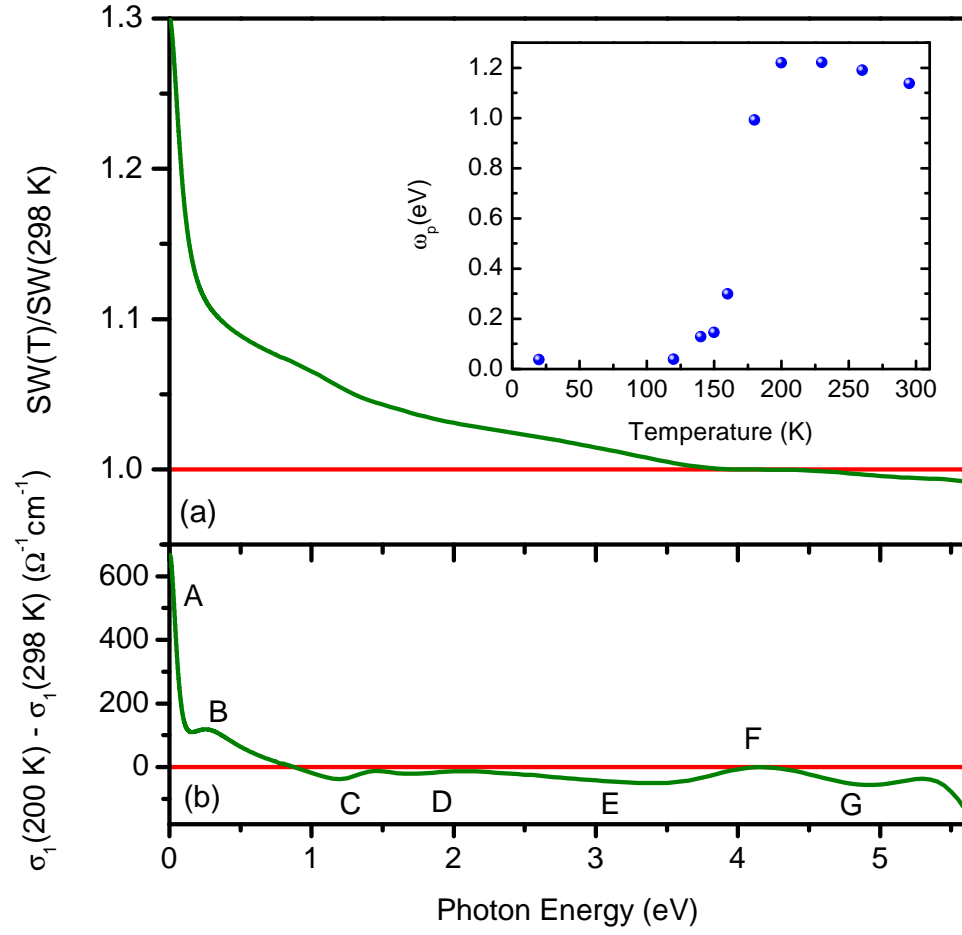 SW(T)/SW(298 K)
1.3
1.2
1.1
1.0
(a)
ω_p(eV)
1.2
1.0
0.8
0.6
0.4
0.2
0.0
0 50 100 150 200 250 300
Temperature (K)
σ₁(200 K) - σ₁(298 K) (Ω⁻¹cm⁻¹)
600
400
200
0
A
B
C
D
E
F
G
(b)
0 1 2 3 4 5
Photon Energy (eV)